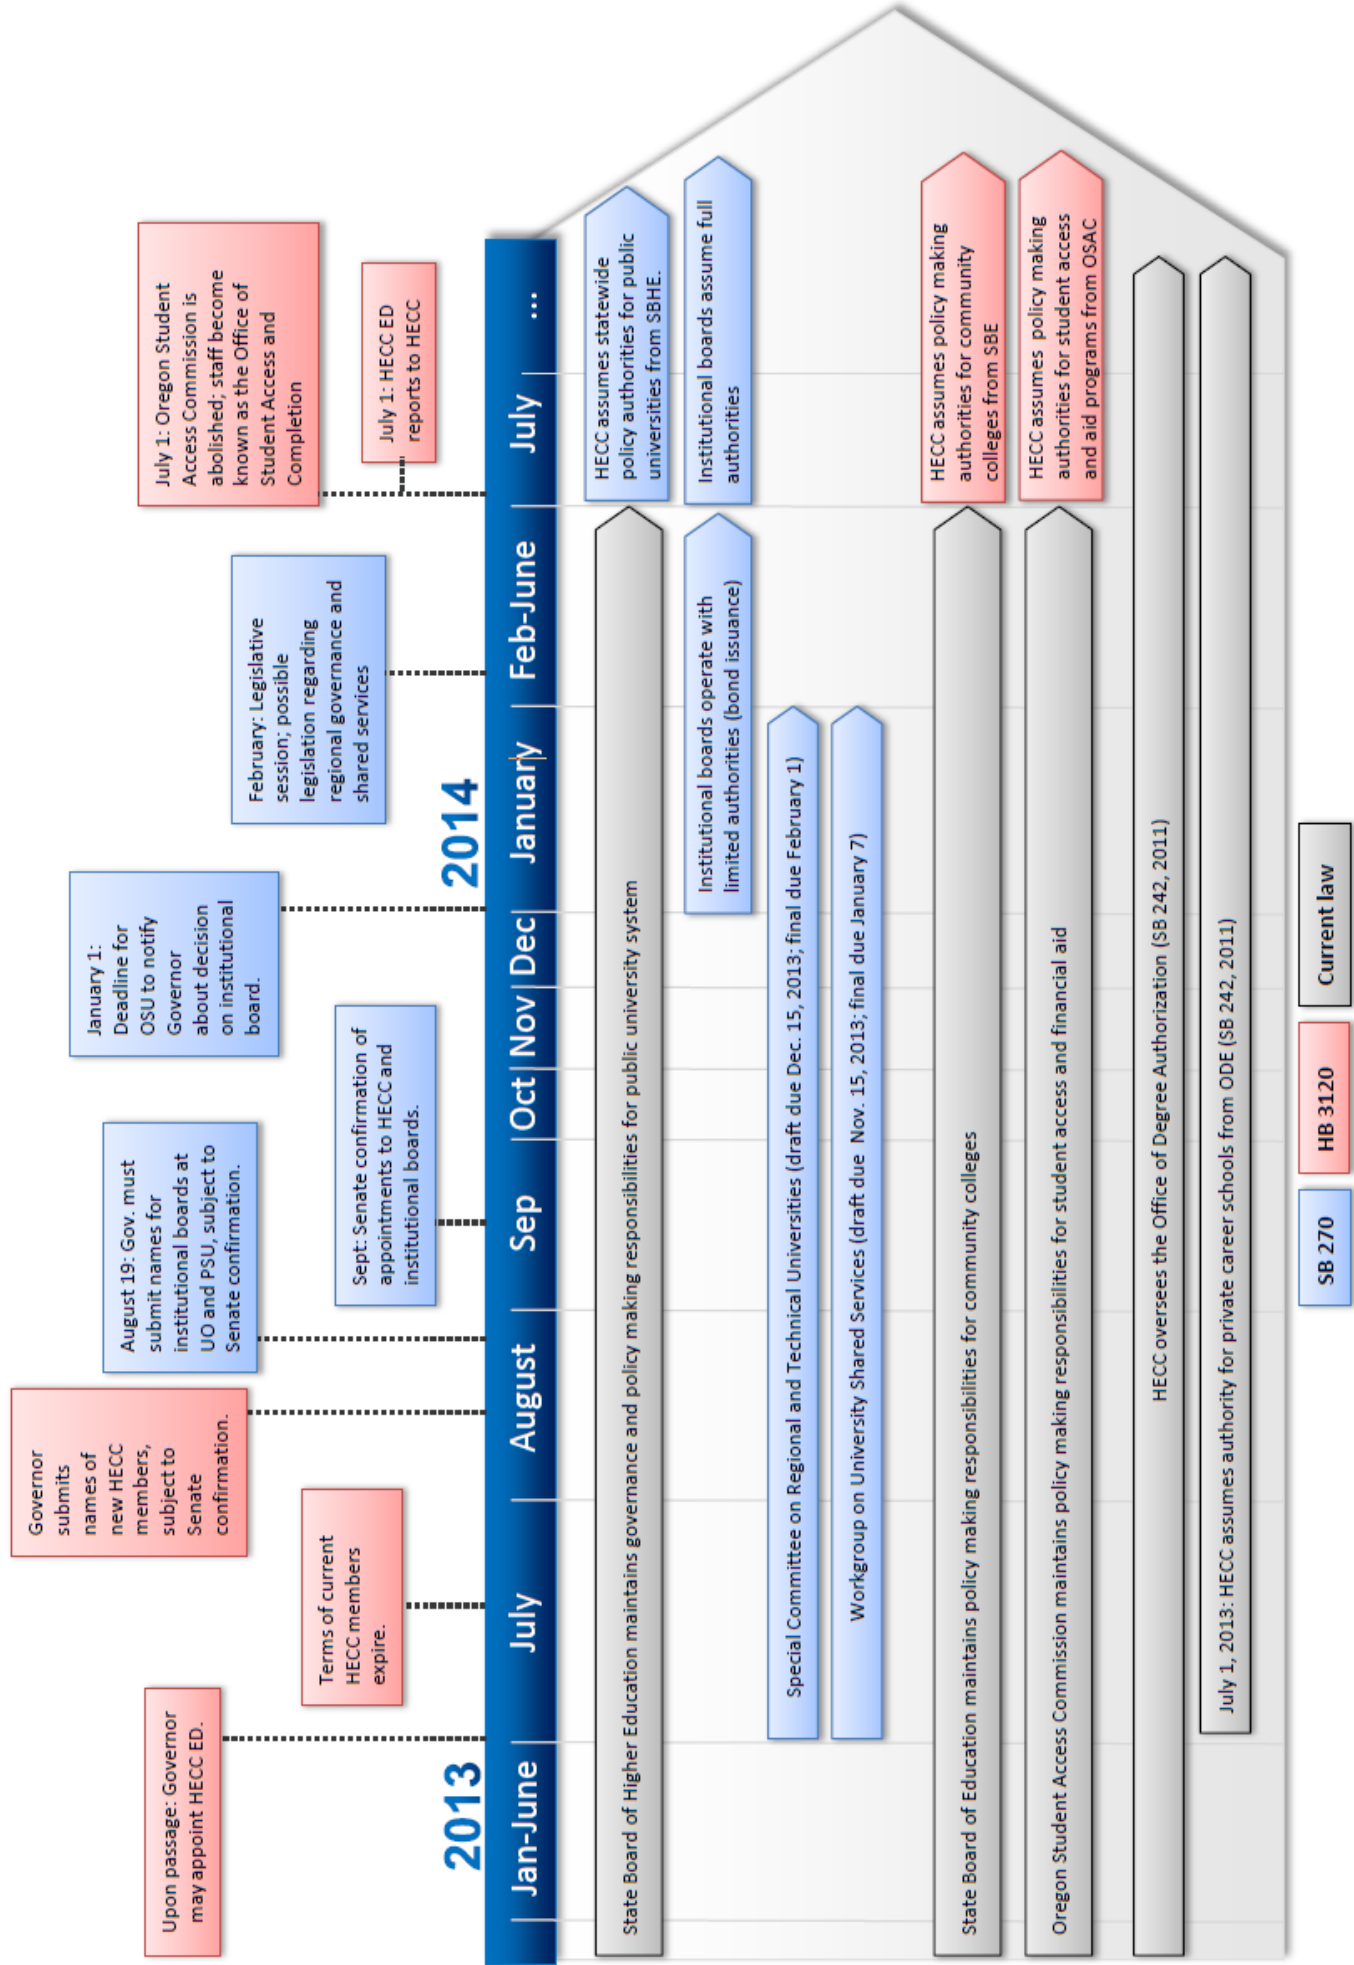 Upon passage: Governor
may appoint HECC ED.
Terms of current
HECC members
expire.
Governor
submits
names of
new HECC
members,
subject to
Senate
confirmation.
August 19: Gov. must
submit names for
institutional boards at
UO and PSU, subject to
Senate confirmation.
Sept: Senate confirmation of
appointments to HECC and
institutional boards.
January 1:
Deadline for
OSU to notify
Governor
about decision
on institutional
board.
February: Legislative
session; possible
legislation regarding
regional governance and
shared services
July 1: Oregon Student
Access Commission is
abolished; staff become
known as the Office of
Student Access and
Completion
July 1: HECC ED
reports to HECC
2013
2014
Jan-June
July
August
Sep
Oct
Nov
Dec
January
Feb-June
July
...
State Board of Higher Education maintains governance and policy making responsibilities for public university system
HECC assumes statewide
policy authorities for public
universities from SBHE.
Institutional boards operate with
limited authorities (bond issuance)
Institutional boards assume full
authorities
Special Committee on Regional and Technical Universities (draft due Dec. 15, 2013; final due February 1)
Workgroup on University Shared Services (draft due Nov. 15, 2013; final due January 7)
State Board of Education maintains policy making responsibilities for community colleges
HECC assumes policy making
authorities for community
colleges from SBE
Oregon Student Access Commission maintains policy making responsibilities for student access and financial aid
HECC assumes policy making
authorities for student access
and aid programs from OSAC
HECC oversees the Office of Degree Authorization (SB 242, 2011)
July 1, 2013: HECC assumes authority for private career schools from ODE (SB 242, 2011)
SB 270
HB 3120
Current law